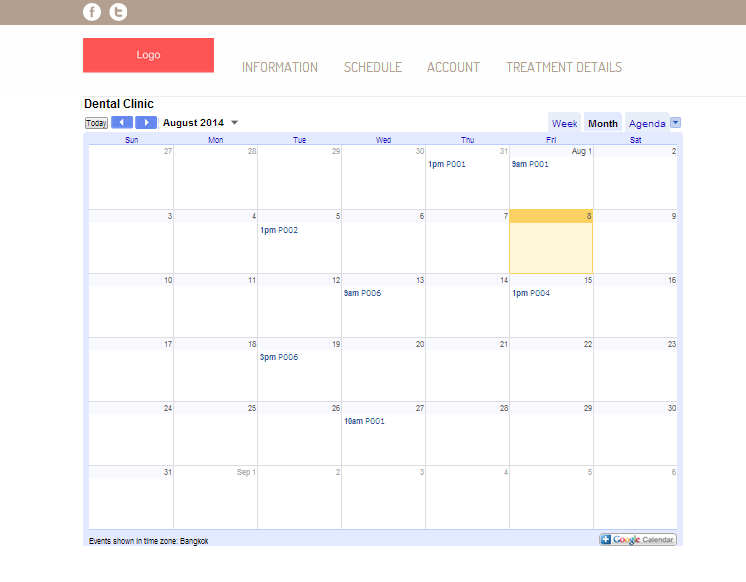 Logo
INFORMATION SCHEDULE ACCOUNT TREATMENT DETAILS
Dental Clinic
Today August 2014 Week Month Agenda
Sun Mon Tue Wed Thu Fri Sat
27 28 29 30 31 Aug 1 2
1pm P001 9am P001
3 4 5 6 7 8 9
1pm P002
10 11 12 13 14 15 16
9am P006 1pm P004
17 18 19 20 21 22 23
3pm P006
24 25 26 27 28 29 30
10am P001
31 Sep 1 2 3 4 5 6
Events shown in time zone: Bangkok Google Calendar